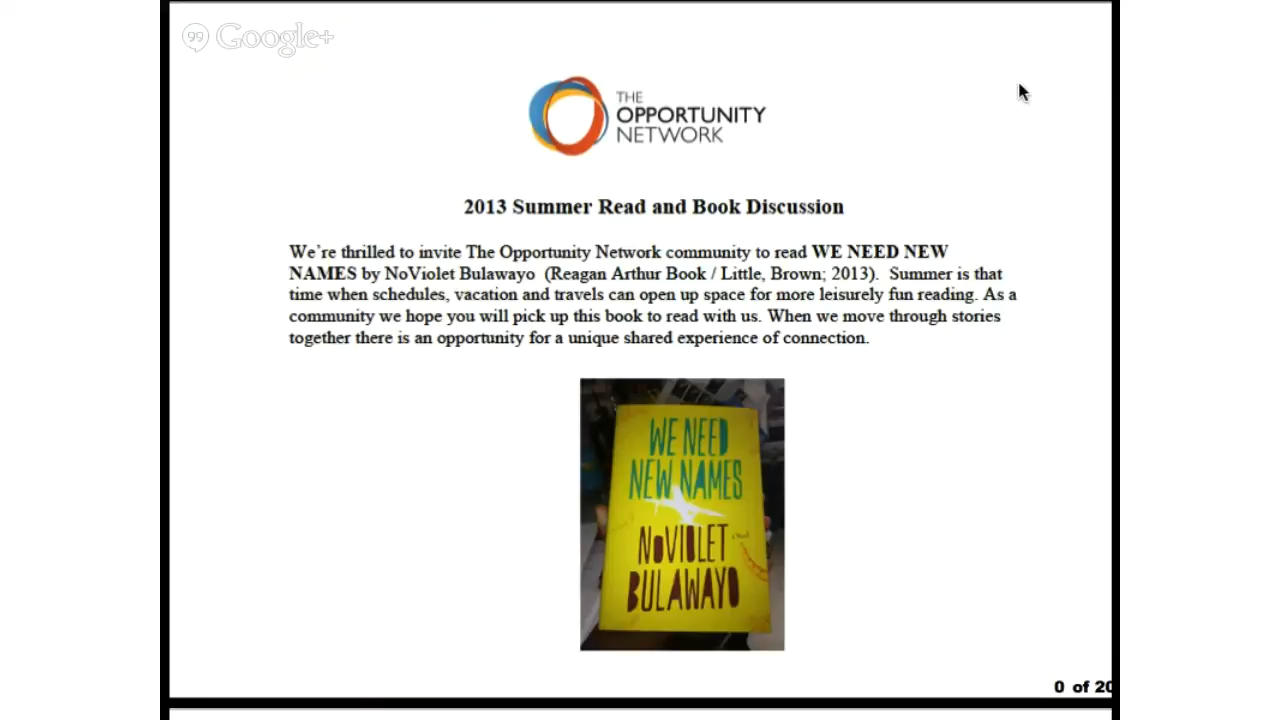 Google+
THE
OPPORTUNITY
NETWORK
2013 Summer Read and Book Discussion
We're thrilled to invite The Opportunity Network community to read WE NEED NEW
NAMES by NoViolet Bulawayo (Reagan Arthur Book / Little, Brown; 2013). Summer is that
time when schedules, vacation and travels can open up space for more leisurely fun reading. As a
community we hope you will pick up this book to read with us. When we move through stories
together there is an opportunity for a unique shared experience of connection.
WE NEED
NEW NAMES
NOVIOLET
a novel
BULAWAYO
0 of 20